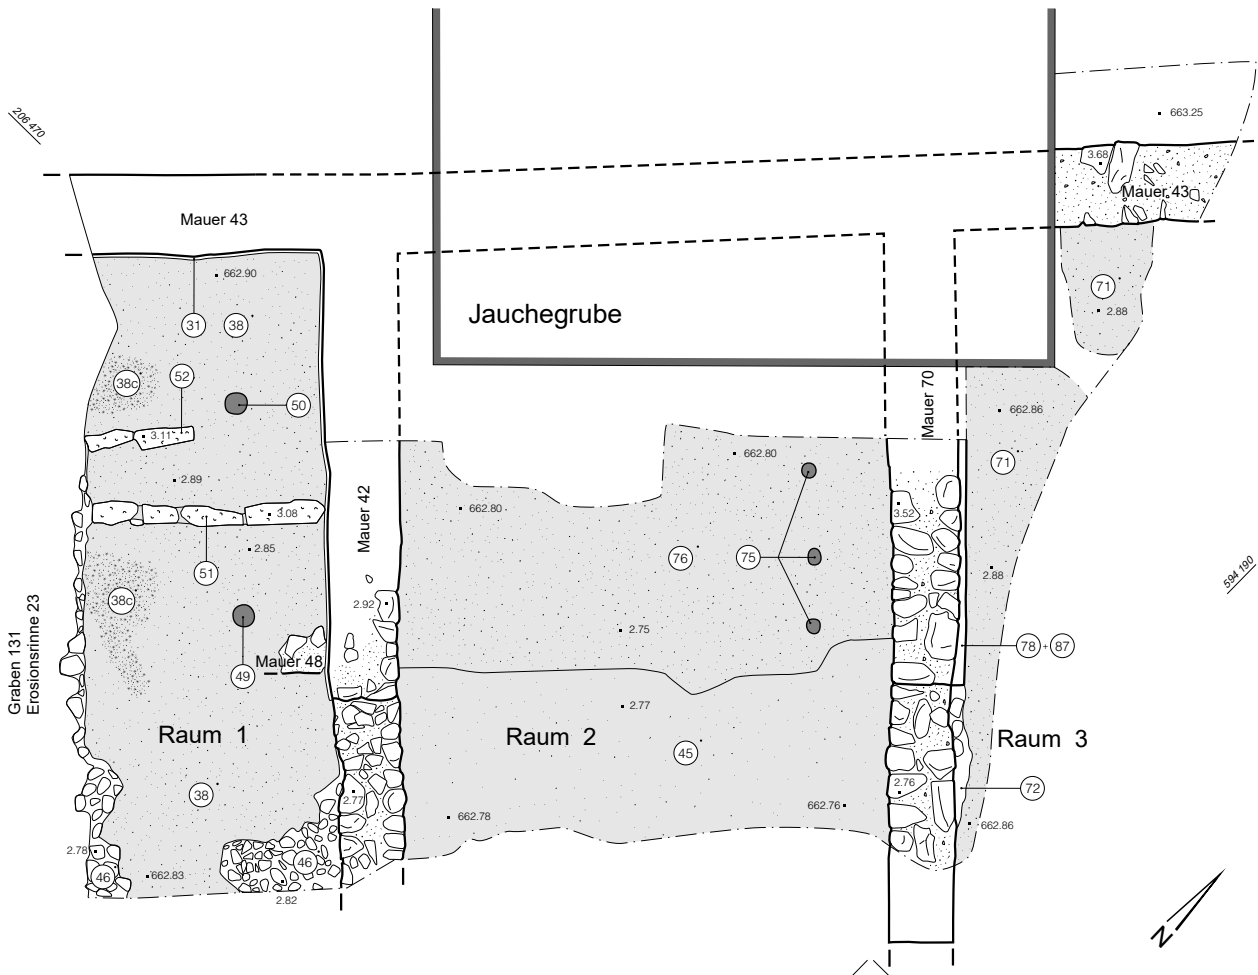 206 470
663.25
3.68
Mauer 43
Mauer 43
662.90
Jauchegrube
71
2.88
31
38
52
38c
50
3.11
Mauer 70
662.86
662.80
71
2.89
Mauer 42
662.80
3.52
3.08
2.85
51
76
75
2.88
594 190
38c
2.92
Graben 131
Erosionsrinne 23
2.75
78 + 87
Mauer 48
49
2.77
Raum 1
Raum 2
45
Raum 3
38
2.77
2.76
72
662.76
662.78
662.86
2.78
46
46
662.83
2.82
N